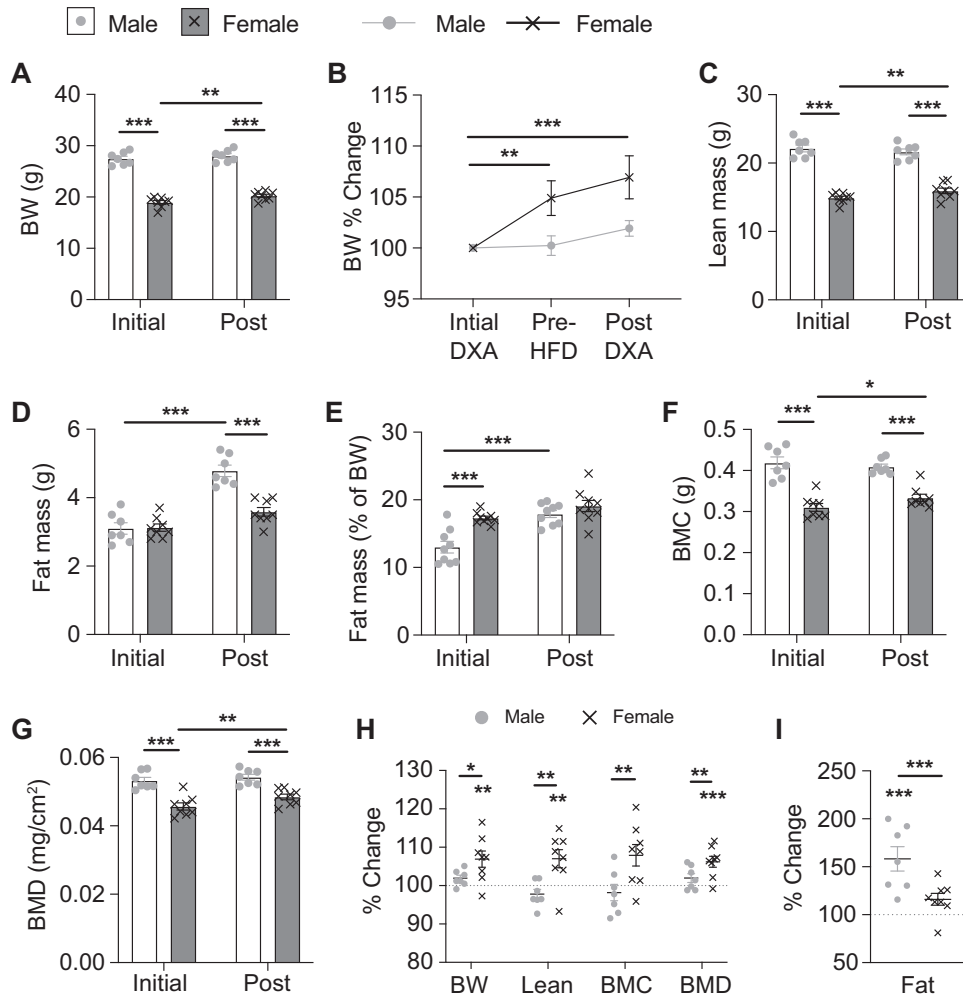 Male Female Male Female
A
BW (g)
40
30
20
10
0
*** ***
**
Initial Post
B
BW % Change
115
110
105
100
95
***
**
Intial DXA
Pre-HFD
Post DXA
C
Lean mass (g)
30
20
10
0
**
*** ***
Initial Post
D
Fat mass (g)
6
4
2
0
***
***
Initial Post
E
Fat mass (% of BW)
30
20
10
0
***
***
Initial Post
F
BMC (g)
0.5
0.4
0.3
0.2
0.1
0.0
*
*** ***
Initial Post
G
BMD (mg/cm²)
0.06
0.04
0.02
0.00
**
*** ***
Initial Post
H
Male Female
% Change
130
120
110
100
90
80
* ** ** **
** ** ***
BW Lean BMC BMD
I
% Change
250
200
150
100
50
***
***
Fat